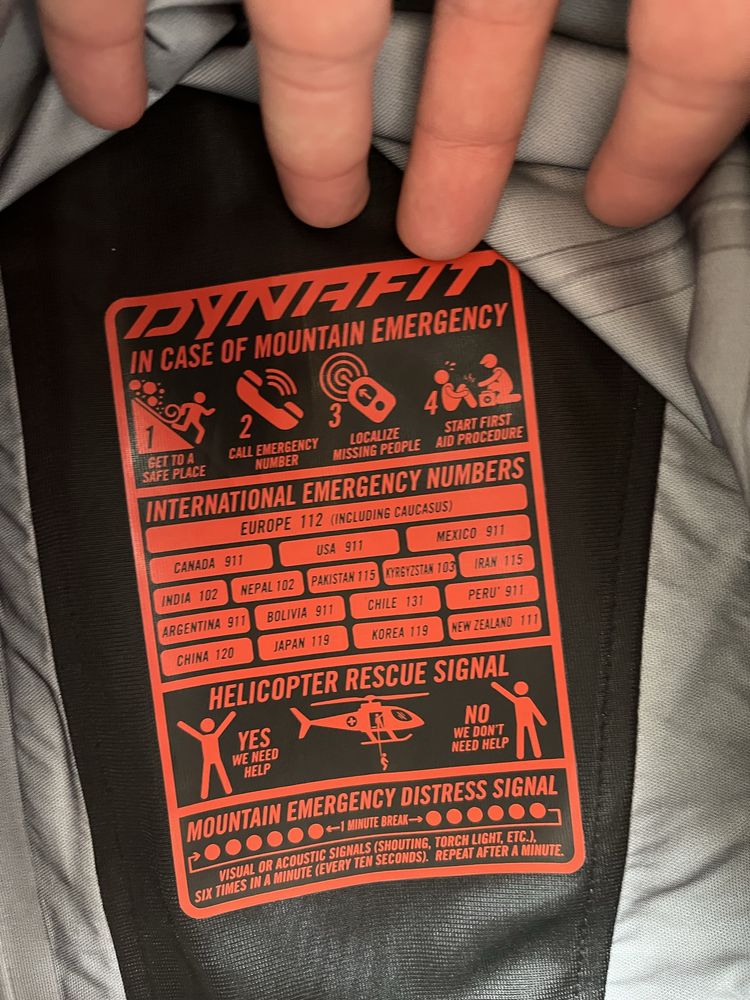 DYNAFIT
IN CASE OF MOUNTAIN EMERGENCY
1
GET TO A
SAFE PLACE
2
CALL EMERGENCY
NUMBER
3
LOCALIZE
MISSING PEOPLE
4
START FIRST
AID PROCEDURE
INTERNATIONAL EMERGENCY NUMBERS
EUROPE 112 (INCLUDING CAUCASUS)
CANADA 911
USA 911
MEXICO 911
INDIA 102
NEPAL 102
PAKISTAN 115
KYRGYZSTAN 103
IRAN 115
ARGENTINA 911
BOLIVIA 911
CHILE 131
PERU' 911
CHINA 120
JAPAN 119
KOREA 119
NEW ZEALAND 111
HELICOPTER RESCUE SIGNAL
YES
WE NEED
HELP
NO
WE DON'T
NEED HELP
MOUNTAIN EMERGENCY DISTRESS SIGNAL
1 MINUTE BREAK
VISUAL OR ACOUSTIC SIGNALS (SHOUTING, TORCH LIGHT, ETC.),
SIX TIMES IN A MINUTE (EVERY TEN SECONDS). REPEAT AFTER A MINUTE.